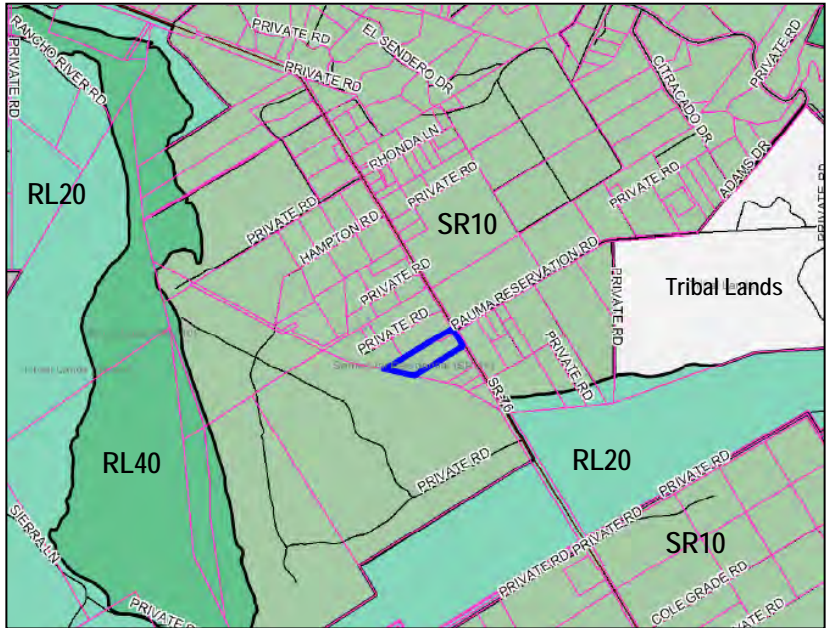 PRIVATE RD
RANCHO RIVER RD
PRIVATE RD
PRIVATE RD
EL SENDERO DR
CITRACADO DR
PRIVATE RD
RHONDA LN
PRIVATE RD
PRIVATE RD
ADAMS DR
PRIVATE RD
RL20
SR10
PRIVATE RD
HAMPTON RD
PRIVATE RD
PAUMA RESERVATION RD
PRIVATE RD
Tribal Lands
PRIVATE RD
PRIVATE RD
SR-76
RL40
PRIVATE RD
RL20
PRIVATE RD
SIERRA LN
PRIVATE RD
PRIVATE RD
SR10
COLE GRADE RD
PRIVATE RD